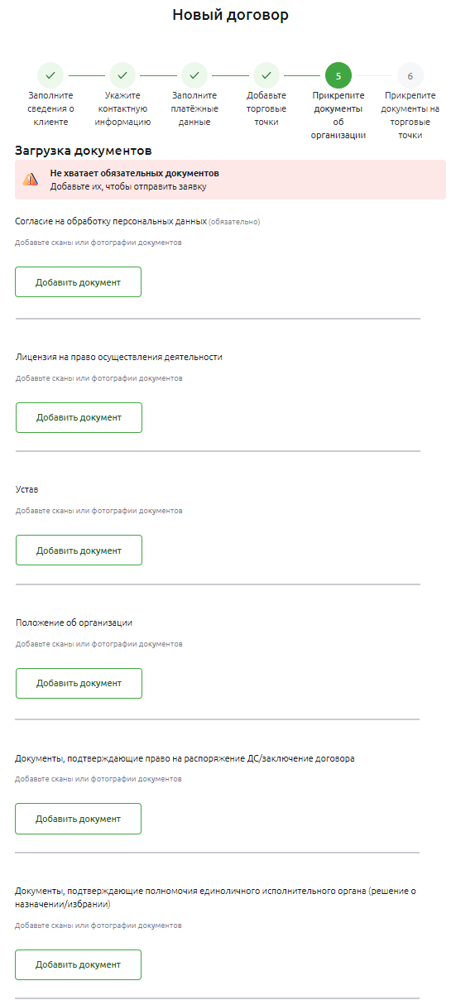 Новый договор
5
6
Заполните сведения о клиенте
Укажите контактную информацию
Заполните платёжные данные
Добавьте торговые точки
Прикрепите документы об организации
Прикрепите документы на торговые точки
Загрузка документов
Не хватает обязательных документов
Добавьте их, чтобы отправить заявку
Согласие на обработку персональных данных (обязательно)
Добавьте сканы или фотографии документов
Добавить документ
Лицензия на право осуществления деятельности
Добавьте сканы или фотографии документов
Добавить документ
Устав
Добавьте сканы или фотографии документов
Добавить документ
Положение об организации
Добавьте сканы или фотографии документов
Добавить документ
Документы, подтверждающие право на распоряжение ДС/заключение договора
Добавьте сканы или фотографии документов
Добавить документ
Документы, подтверждающие полномочия единоличного исполнительного органа (решение о
назначении/избрании)
Добавьте сканы или фотографии документов
Добавить документ